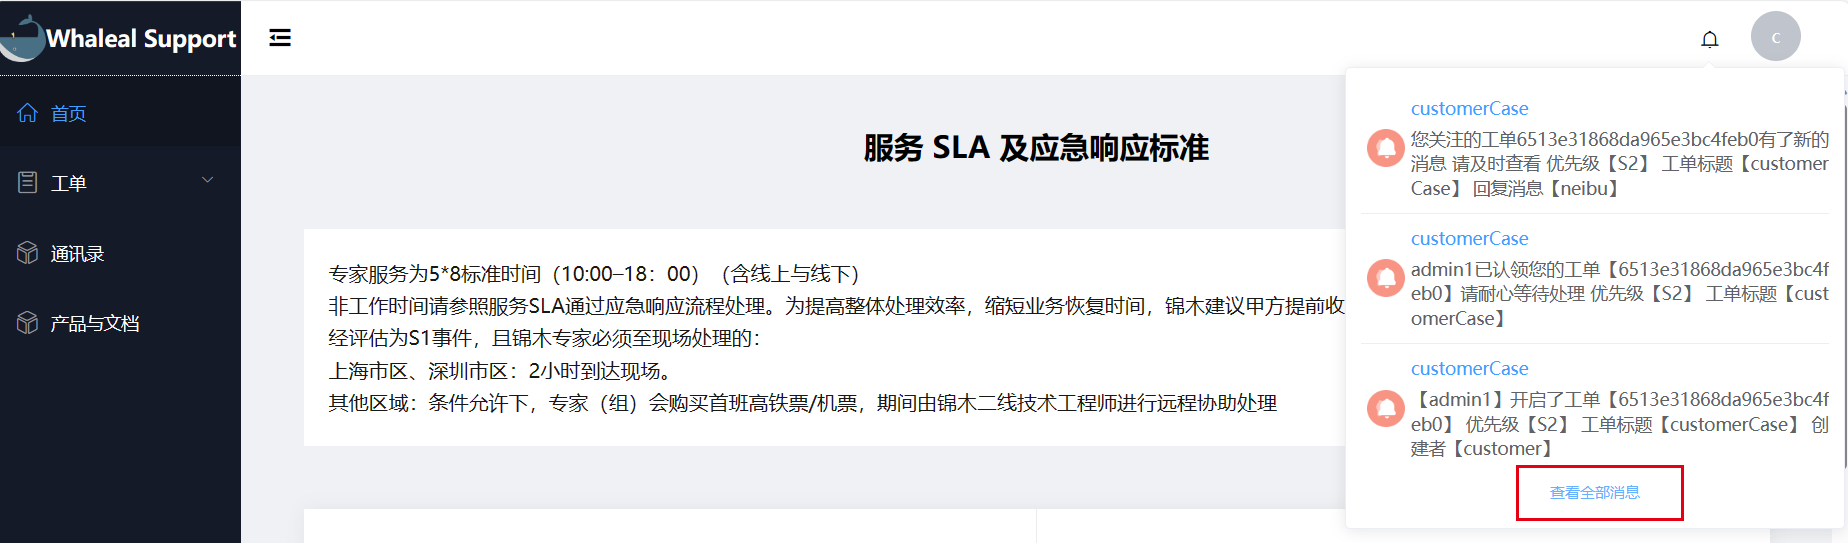 Whaleal Support
C
首页
工单
通讯录
产品与文档
服务 SLA 及应急响应标准
专家服务为5*8标准时间（10:00–18：00）（含线上与线下）
非工作时间请参照服务SLA通过应急响应流程处理。为提高整体处理效率，缩短业务恢复时间，锦木建议甲方提前收
经评估为S1事件，且锦木专家必须至现场处理的：
上海市区、深圳市区：2小时到达现场。
其他区域：条件允许下，专家（组）会购买首班高铁票/机票，期间由锦木二线技术工程师进行远程协助处理
customerCase
您关注的工单6513e31868da965e3bc4feb0有了新的
消息 请及时查看 优先级【S2】 工单标题【customer
Case】 回复消息【neibu】
customerCase
admin1已认领您的工单【6513e31868da965e3bc4f
eb0】请耐心等待处理 优先级【S2】 工单标题【cust
omerCase】
customerCase
【admin1】开启了工单【6513e31868da965e3bc4f
eb0】 优先级【S2】 工单标题【customerCase】 创
建者【customer】
查看全部消息